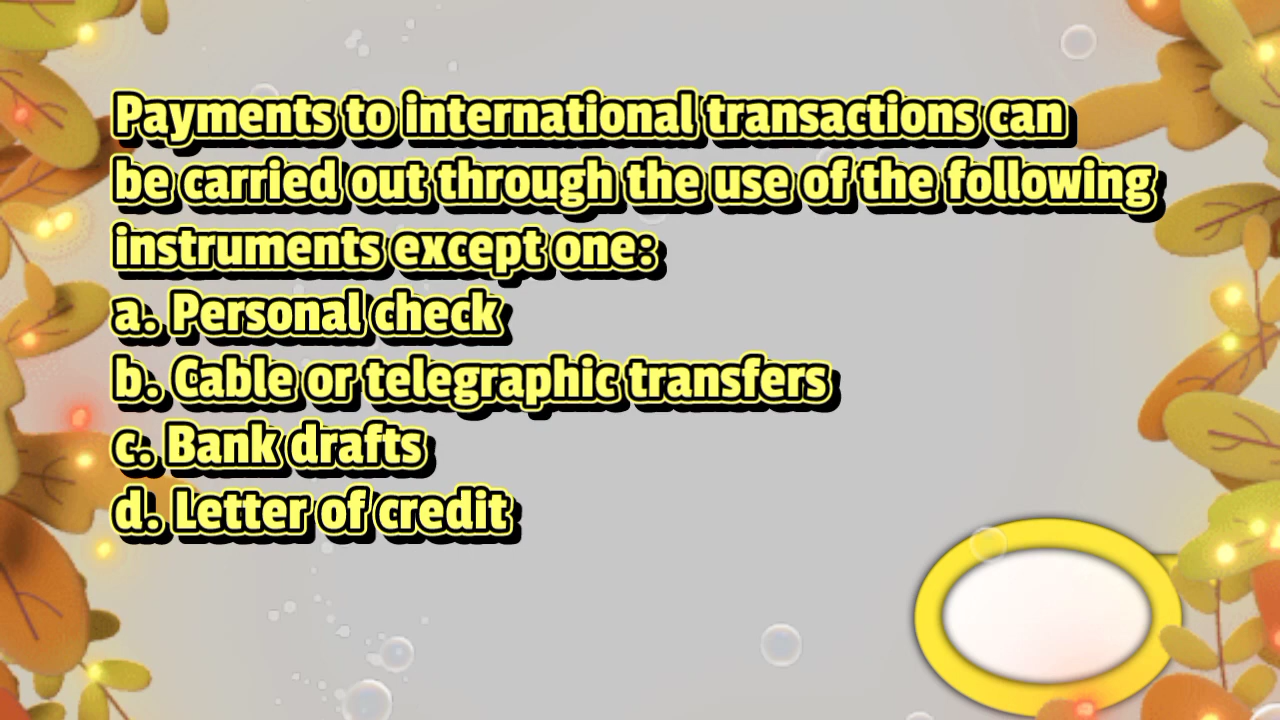 Payments to international transactions can
be carried out through the use of the following
instruments except one:
a. Personal check
b. Cable or telegraphic transfers
c. Bank drafts
d. Letter of credit